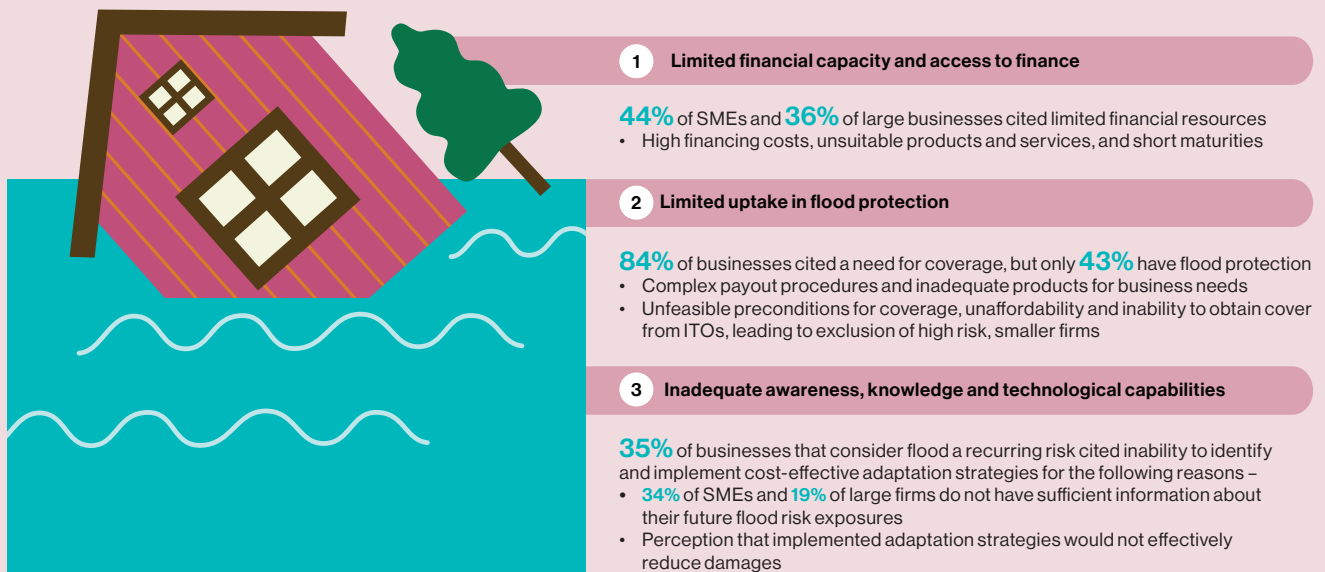 1 Limited financial capacity and access to finance
44% of SMEs and 36% of large businesses cited limited financial resources
• High financing costs, unsuitable products and services, and short maturities
2 Limited uptake in flood protection
84% of businesses cited a need for coverage, but only 43% have flood protection
• Complex payout procedures and inadequate products for business needs
• Unfeasible preconditions for coverage, unaffordability and inability to obtain cover
from ITOs, leading to exclusion of high risk, smaller firms
3 Inadequate awareness, knowledge and technological capabilities
35% of businesses that consider flood a recurring risk cited inability to identify
and implement cost-effective adaptation strategies for the following reasons –
• 34% of SMEs and 19% of large firms do not have sufficient information about
their future flood risk exposures
• Perception that implemented adaptation strategies would not effectively
reduce damages